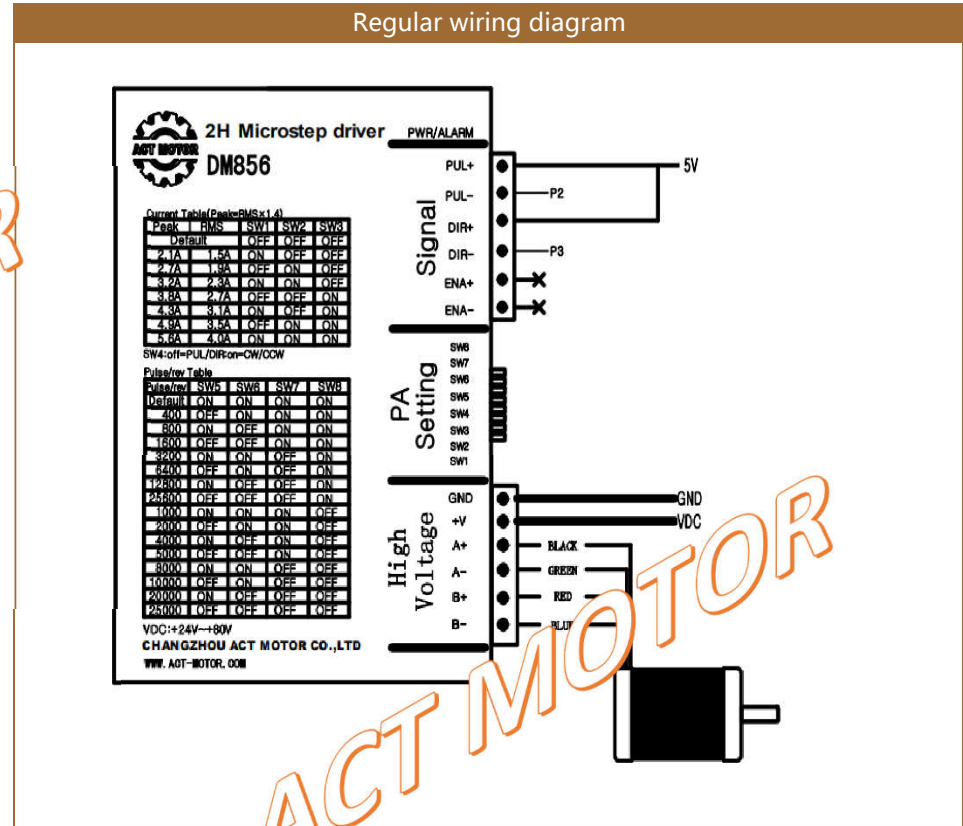 Regular wiring diagram
ACT MOTOR
2H Microstep driver
DM856
PWR/ALARM
Current Table(Peak=RMS×1.4)
Peak RMS SW1 SW2 SW3
Default OFF OFF OFF
2.1A 1.5A ON OFF OFF
2.7A 1.9A OFF ON OFF
3.2A 2.3A ON ON OFF
3.8A 2.7A OFF OFF ON
4.3A 3.1A ON OFF ON
4.9A 3.5A OFF ON ON
5.6A 4.0A ON ON ON
SW4:off=PUL/DIR:on=CW/CCW
Pulse/rev Table
Pulse/rev SW5 SW6 SW7 SW8
Default ON ON ON ON
400 OFF ON ON ON
800 ON OFF ON ON
1600 OFF OFF ON ON
3200 ON ON OFF ON
6400 OFF ON OFF ON
12800 ON OFF OFF ON
25600 OFF OFF OFF ON
1000 ON ON ON OFF
2000 OFF ON ON OFF
4000 ON OFF ON OFF
5000 OFF OFF ON OFF
8000 ON ON OFF OFF
10000 OFF ON OFF OFF
20000 ON OFF OFF OFF
25000 OFF OFF OFF OFF
VDC:+24V~+80V
CHANGZHOU ACT MOTOR CO.,LTD
WWW.ACT-MOTOR.COM
Signal
PUL+
PUL-
DIR+
DIR-
ENA+
ENA-
5V
P2
P3
PA
Setting
SW8
SW7
SW6
SW5
SW4
SW3
SW2
SW1
High
Voltage
GND
+V
A+
A-
B+
B-
GND
VDC
BLACK
GREEN
RED
BLUE
ACT MOTOR
R